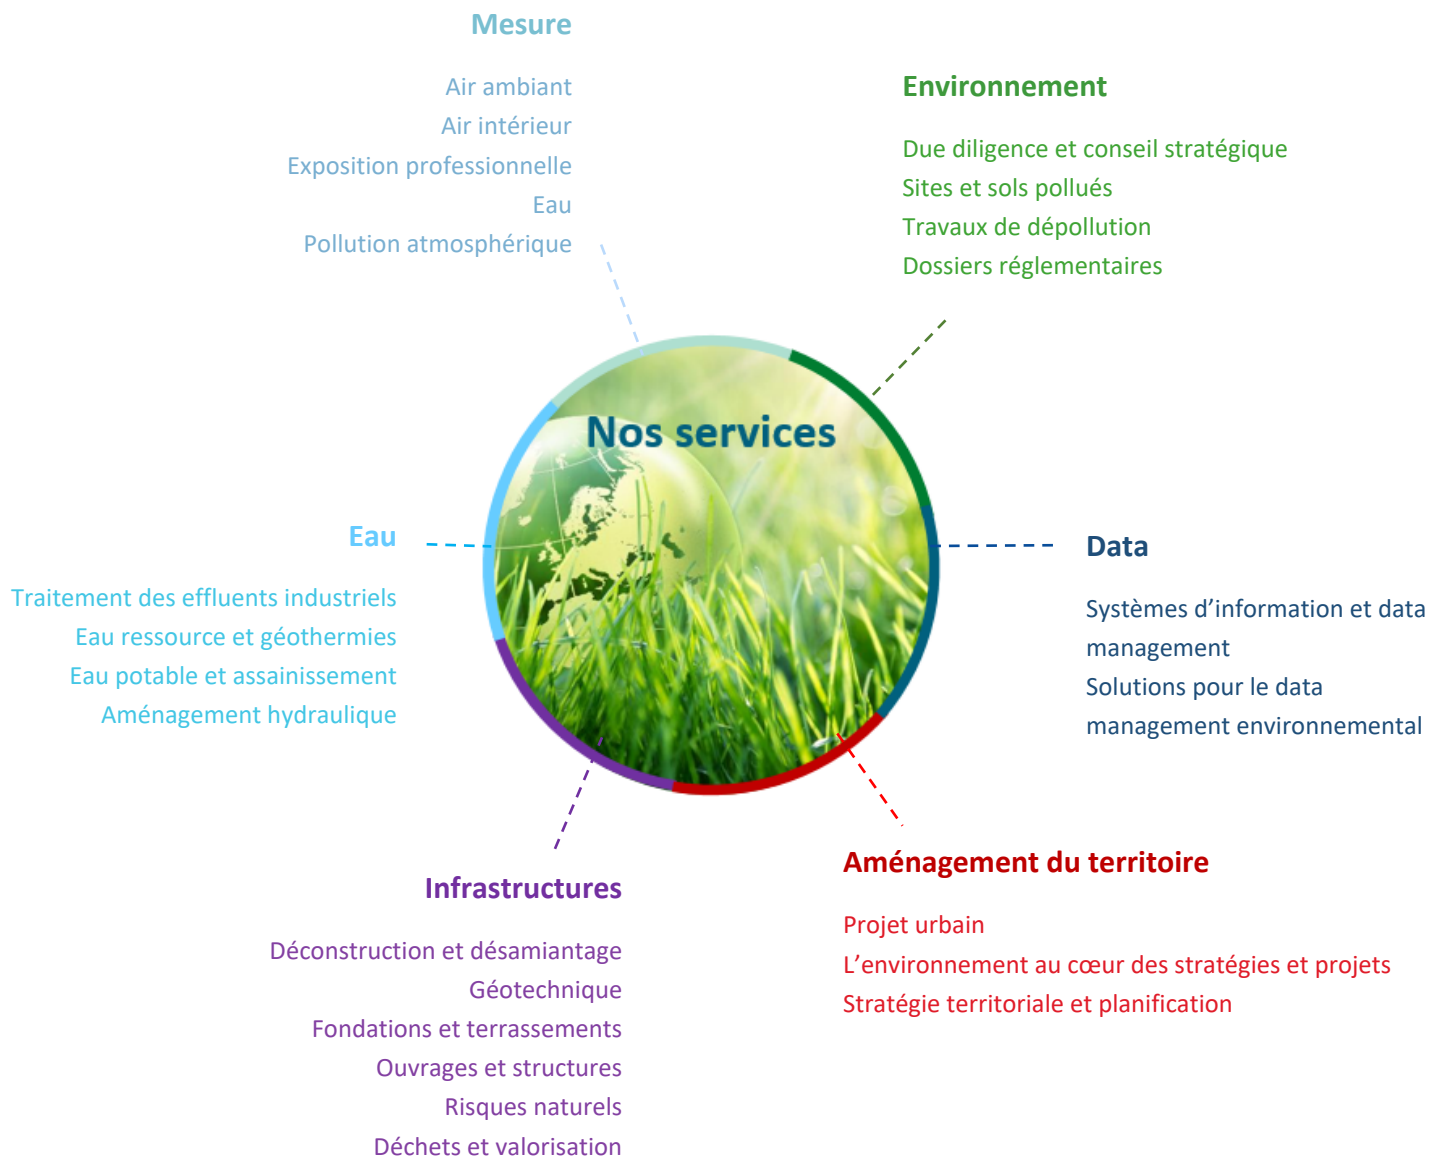 Mesure
Air ambiant
Air intérieur
Exposition professionnelle
Eau
Pollution atmosphérique
Environnement
Due diligence et conseil stratégique
Sites et sols pollués
Travaux de dépollution
Dossiers réglementaires
Nos services
Eau
Traitement des effluents industriels
Eau ressource et géothermies
Eau potable et assainissement
Aménagement hydraulique
Data
Systèmes d’information et data
management
Solutions pour le data
management environnemental
Infrastructures
Déconstruction et désamiantage
Géotechnique
Fondations et terrassements
Ouvrages et structures
Risques naturels
Déchets et valorisation
Aménagement du territoire
Projet urbain
L’environnement au cœur des stratégies et projets
Stratégie territoriale et planification